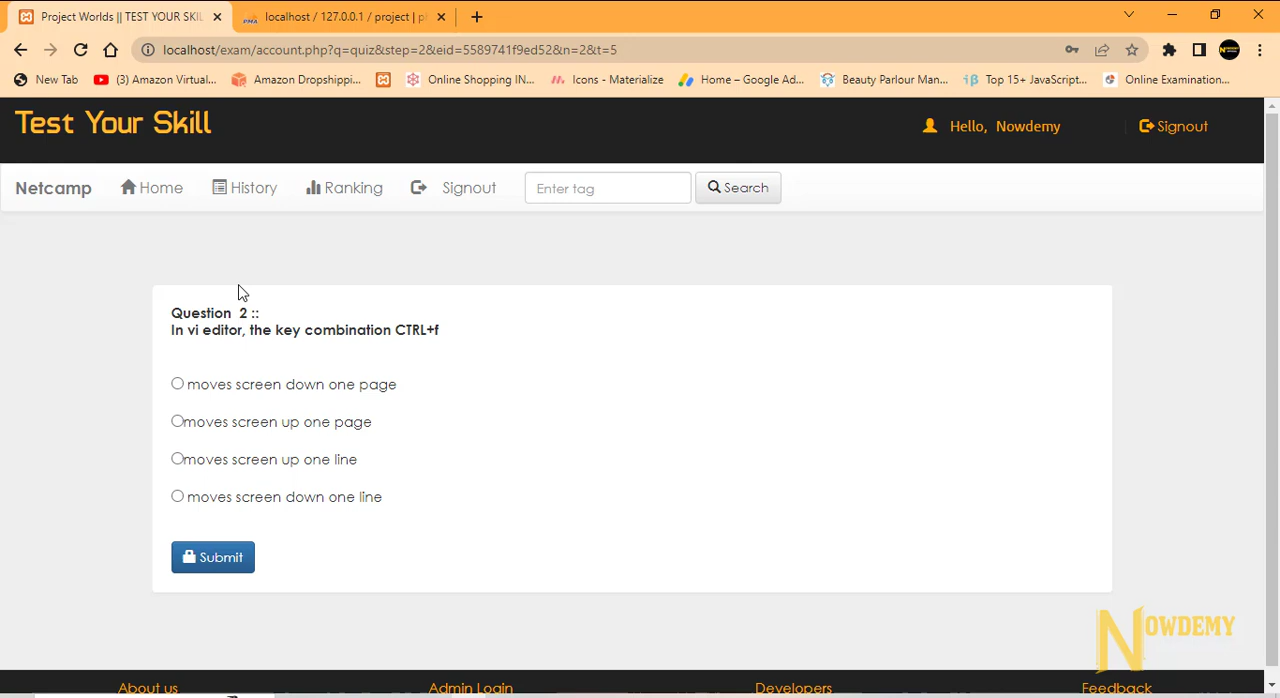 Project Worlds || TEST YOUR SKIL
localhost / 127.0.0.1 / project | p
localhost/exam/account.php?q=quiz&step=2&eid=5589741f9ed52&n=2&t=5
New Tab
(3) Amazon Virtual...
Amazon Dropshippi...
Online Shopping IN...
Icons - Materialize
Home – Google Ad...
Beauty Parlour Man...
Top 15+ JavaScript...
Online Examination...
Test Your Skill
Hello, Nowdemy
Signout
Netcamp
Home
History
Ranking
Signout
Enter tag
Search
Question 2 ::
In vi editor, the key combination CTRL+f
moves screen down one page
moves screen up one page
moves screen up one line
moves screen down one line
Submit
NOWDEMY
About us
Admin Login
Developers
Feedback